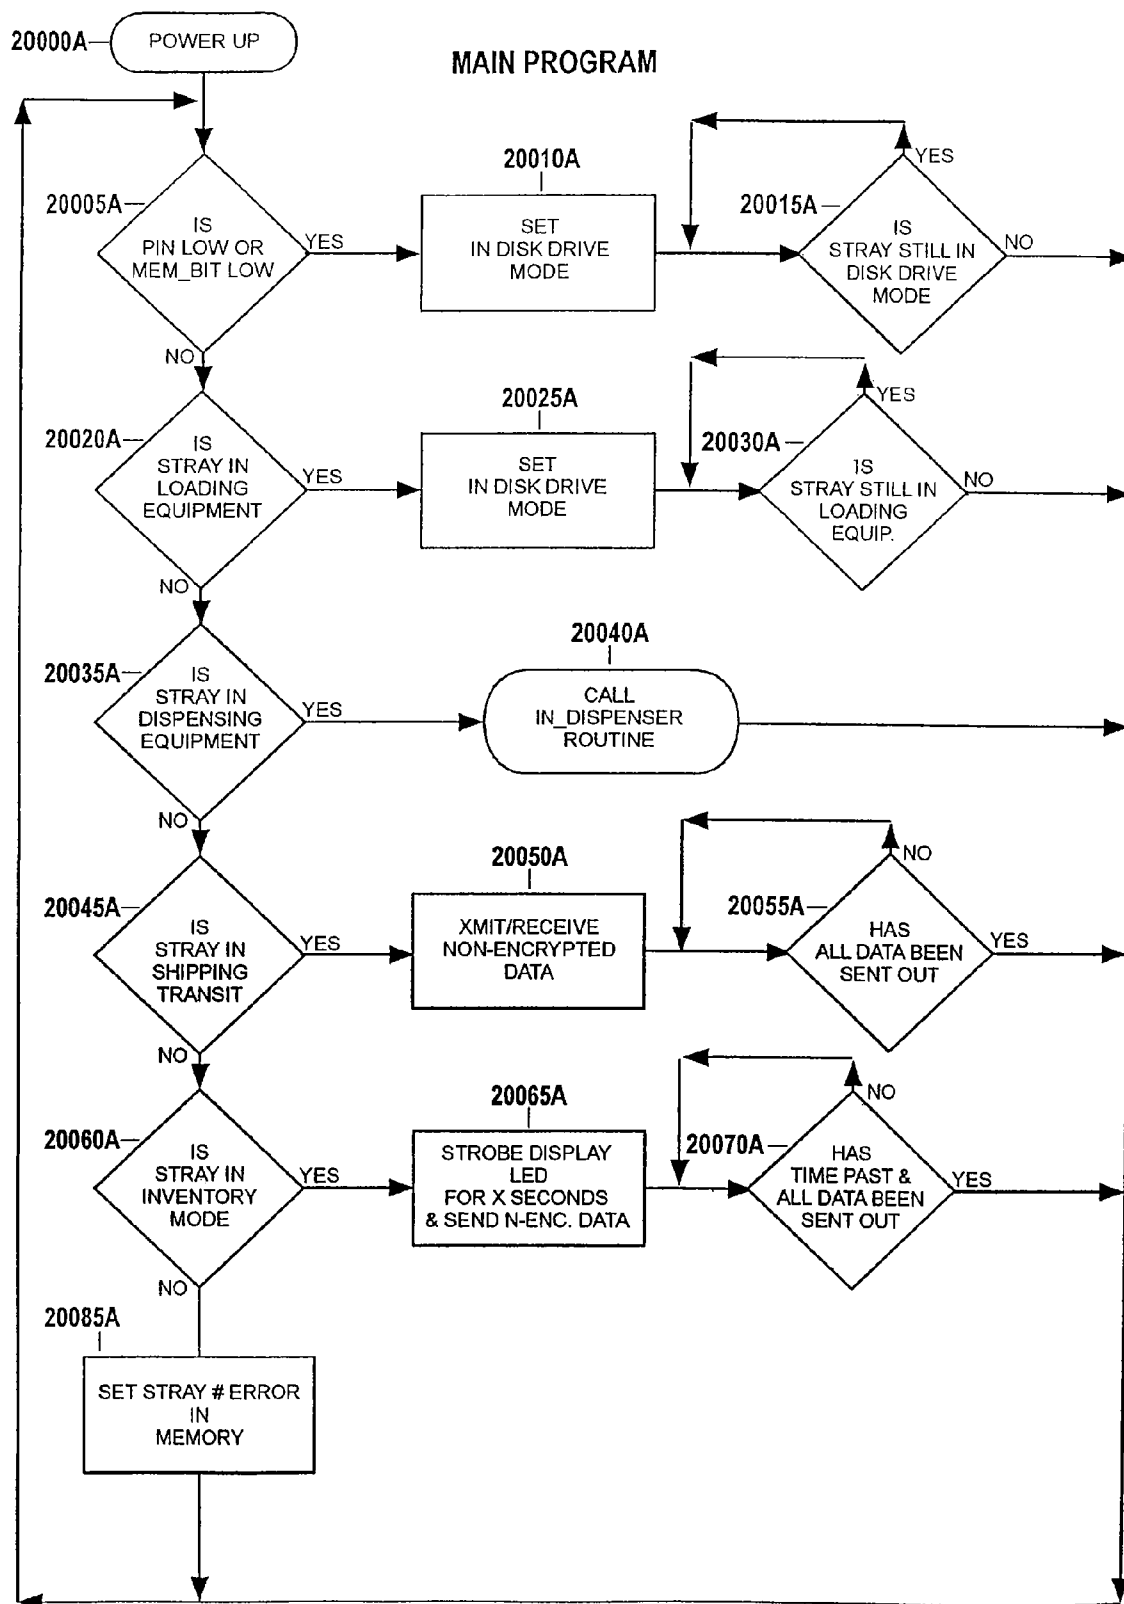 20000A
POWER UP
MAIN PROGRAM
20005A
IS
PIN LOW OR
MEM_BIT LOW
YES
NO
20010A
SET
IN DISK DRIVE
MODE
20015A
IS
STRAY STILL IN
DISK DRIVE
MODE
YES
NO
20020A
IS
STRAY IN
LOADING
EQUIPMENT
YES
NO
20025A
SET
IN DISK DRIVE
MODE
20030A
IS
STRAY STILL IN
LOADING
EQUIP.
YES
NO
20035A
IS
STRAY IN
DISPENSING
EQUIPMENT
YES
NO
20040A
CALL
IN_DISPENSER
ROUTINE
20045A
IS
STRAY IN
SHIPPING
TRANSIT
YES
NO
20050A
XMIT/RECEIVE
NON-ENCRYPTED
DATA
20055A
HAS
ALL DATA BEEN
SENT OUT
NO
YES
20060A
IS
STRAY IN
INVENTORY
MODE
YES
NO
20065A
STROBE DISPLAY
LED
FOR X SECONDS
& SEND N-ENC. DATA
20070A
HAS
TIME PAST &
ALL DATA BEEN
SENT OUT
NO
YES
20085A
SET STRAY # ERROR
IN
MEMORY